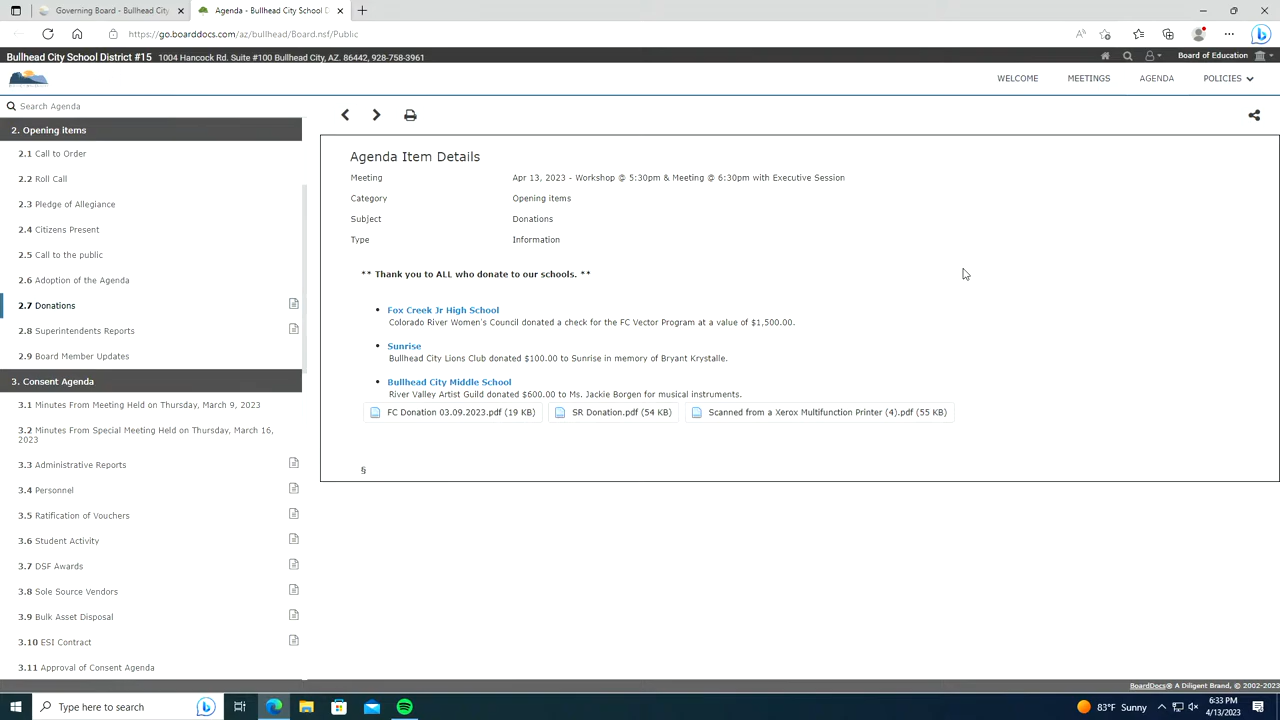 Governing Board - Bullhead City
Agenda - Bullhead City School D
https://go.boarddocs.com/az/bullhead/Board.nsf/Public
Bullhead City School District #15 1004 Hancock Rd. Suite #100 Bullhead City, AZ. 86442, 928-758-3961
Board of Education
WELCOME MEETINGS AGENDA POLICIES
Search Agenda
2. Opening items
2.1 Call to Order
2.2 Roll Call
2.3 Pledge of Allegiance
2.4 Citizens Present
2.5 Call to the public
2.6 Adoption of the Agenda
2.7 Donations
2.8 Superintendents Reports
2.9 Board Member Updates
3. Consent Agenda
3.1 Minutes From Meeting Held on Thursday, March 9, 2023
3.2 Minutes From Special Meeting Held on Thursday, March 16,
2023
3.3 Administrative Reports
3.4 Personnel
3.5 Ratification of Vouchers
3.6 Student Activity
3.7 DSF Awards
3.8 Sole Source Vendors
3.9 Bulk Asset Disposal
3.10 ESI Contract
3.11 Approval of Consent Agenda
Agenda Item Details
Meeting Apr 13, 2023 - Workshop @ 5:30pm & Meeting @ 6:30pm with Executive Session
Category Opening items
Subject Donations
Type Information
** Thank you to ALL who donate to our schools. **
• Fox Creek Jr High School
Colorado River Women's Council donated a check for the FC Vector Program at a value of $1,500.00.
• Sunrise
Bullhead City Lions Club donated $100.00 to Sunrise in memory of Bryant Krystalle.
• Bullhead City Middle School
River Valley Artist Guild donated $600.00 to Ms. Jackie Borgen for musical instruments.
FC Donation 03.09.2023.pdf (19 KB) SR Donation.pdf (54 KB) Scanned from a Xerox Multifunction Printer (4).pdf (55 KB)
§
BoardDocs® A Diligent Brand, © 2002-2023
Type here to search
83°F Sunny
6:33 PM
4/13/2023